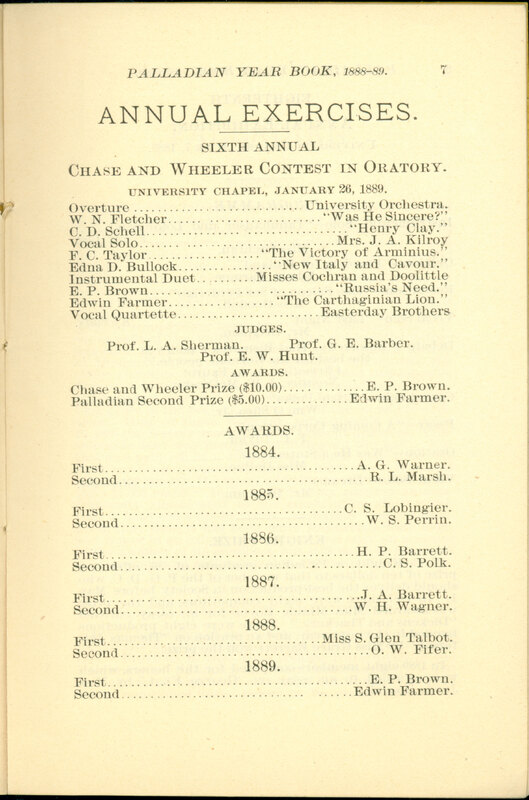 PALLADIAN YEAR BOOK, 1888-89. 7
ANNUAL EXERCISES.
SIXTH ANNUAL
CHASE AND WHEELER CONTEST IN ORATORY.
UNIVERSITY CHAPEL, JANUARY 26, 1889.
Overture ............................ University Orchestra.
W. N. Fletcher.......................... "Was He Sincere?"
C. D. Schell.................................. "Henry Clay."
Vocal Solo.............................. Mrs. J. A. Kilroy
F. C. Taylor.................. "The Victory of Arminius."
Edna D. Bullock.............. "New Italy and Cavour."
Instrumental Duet......... Misses Cochran and Doolittle
E. P. Brown............................. "Russia's Need."
Edwin Farmer.................. "The Carthaginian Lion."
Vocal Quartette....................... Easterday Brothers
JUDGES.
Prof. L. A. Sherman. Prof. G. E. Barber.
Prof. E. W. Hunt.
AWARDS.
Chase and Wheeler Prize ($10.00)............. E. P. Brown.
Palladian Second Prize ($5.00)............... Edwin Farmer.
AWARDS.
1884.
First....................................... A. G. Warner.
Second...................................... R. L. Marsh.
1885.
First..................................... C. S. Lobingier.
Second..................................... W. S. Perrin.
1886.
First...................................... H. P. Barrett.
Second....................................... C. S. Polk.
1887.
First...................................... J. A. Barrett.
Second................................... W. H. Wagner.
1888.
First................................. Miss S. Glen Talbot.
Second...................................... O. W. Fifer.
1889.
First....................................... E. P. Brown.
Second................................... Edwin Farmer.